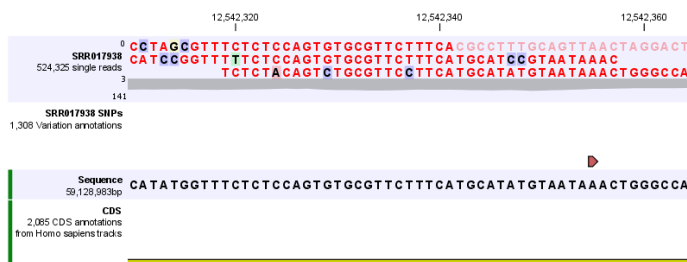 12,542,320 12,542,340 12,542,360
0
CCTAGCGTTTCTCTCCAGTGTGCGTTCTTTCACGCCTTTGCAGTTAACTAGGACT
SRR017938 CATCCGGTTTTTCTCCAGTGTGCGTTCTTTCATGCATCCGTAATAAAC
524,325 single reads TCTCTACAGTCTGCGTTCCTTCATGCATATGTAATAAACTGGGCCA
3
141
SRR017938 SNPs
1,308 Variation annotations
Sequence CATATGGTTTCTCTCCAGTGTGCGTTCTTTCATGCATATGTAATAAACTGGGCCA
59,128,983bp
CDS
2,085 CDS annotations
from Homo sapiens tracks